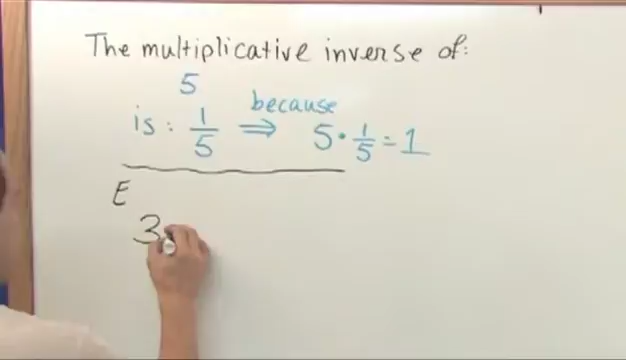 The multiplicative inverse of:
5
is: 1/5 ⇒ because 5 · 1/5 = 1
E
3